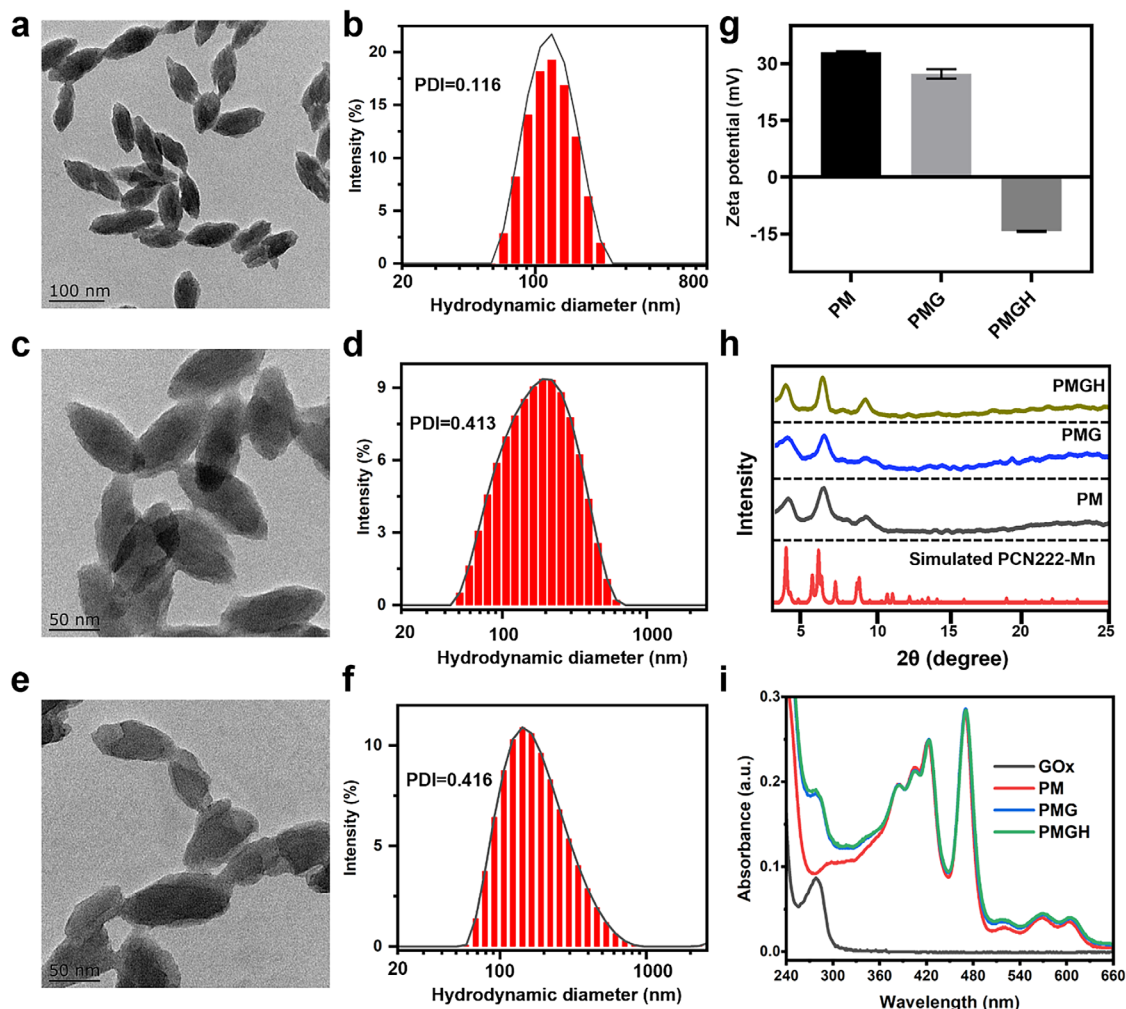 a
100 nm
b
PDI=0.116
20
15
10
5
0
Intensity (%)
20
100
800
Hydrodynamic diameter (nm)
g
30
15
0
-15
Zeta potential (mV)
PM
PMG
PMGH
c
50 nm
d
PDI=0.413
9
6
3
0
Intensity (%)
20
100
1000
Hydrodynamic diameter (nm)
h
PMGH
PMG
PM
Simulated PCN222-Mn
Intensity
5
10
15
20
25
2θ (degree)
e
50 nm
f
PDI=0.416
10
5
0
Intensity (%)
20
100
1000
Hydrodynamic diameter (nm)
i
0.3
0.2
0.1
0.0
Absorbance (a.u.)
GOx
PM
PMG
PMGH
240
300
360
420
480
540
600
660
Wavelength (nm)